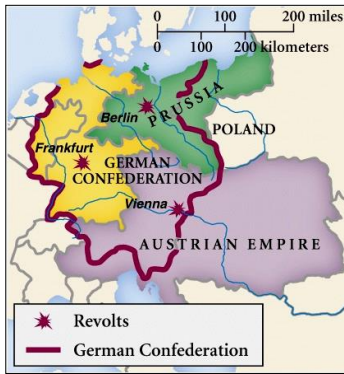 0 100 200 miles
0 100 200 kilometers
Berlin
PRUSSIA
POLAND
Frankfurt
GERMAN
CONFEDERATION
Vienna
AUSTRIAN EMPIRE
Revolts
German Confederation